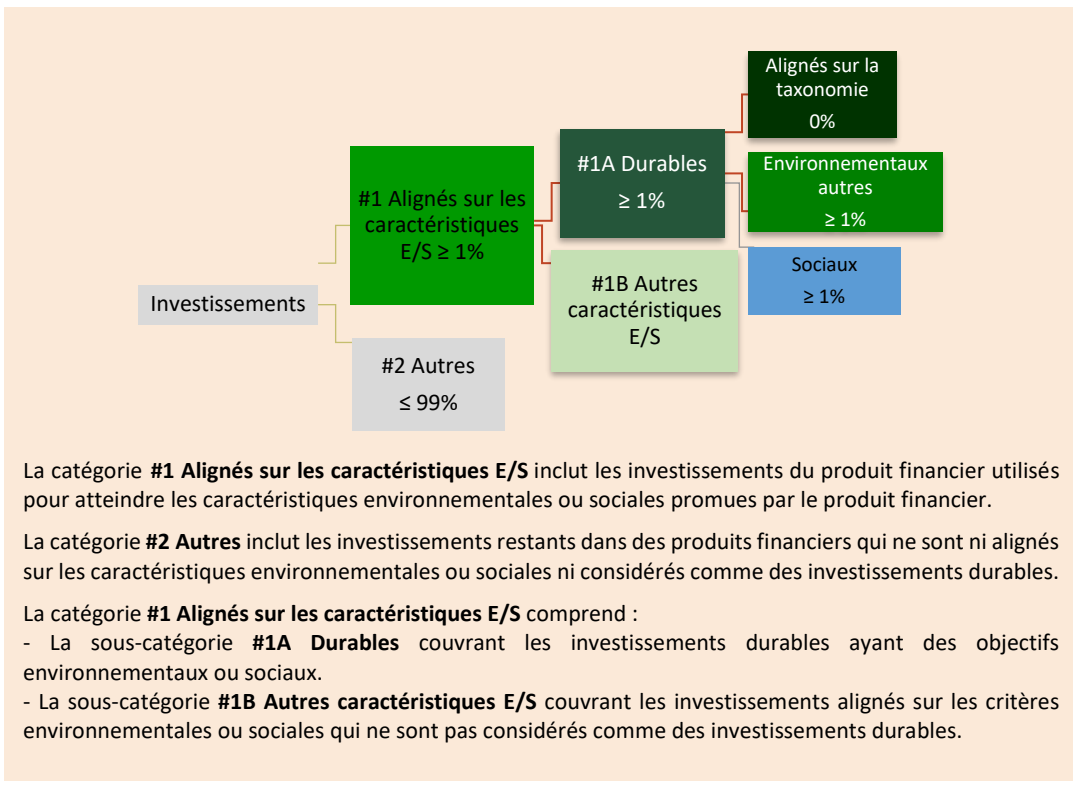 Alignés sur la
taxonomie
0%
#1A Durables
≥ 1%
Environnementaux
autres
≥ 1%
#1 Alignés sur les
caractéristiques
E/S ≥ 1%
Sociaux
≥ 1%
#1B Autres
caractéristiques
E/S
Investissements
#2 Autres
≤ 99%
La catégorie #1 Alignés sur les caractéristiques E/S inclut les investissements du produit financier utilisés
pour atteindre les caractéristiques environnementales ou sociales promues par le produit financier.
La catégorie #2 Autres inclut les investissements restants dans des produits financiers qui ne sont ni alignés
sur les caractéristiques environnementales ou sociales ni considérés comme des investissements durables.
La catégorie #1 Alignés sur les caractéristiques E/S comprend :
- La sous-catégorie #1A Durables couvrant les investissements durables ayant des objectifs
environnementaux ou sociaux.
- La sous-catégorie #1B Autres caractéristiques E/S couvrant les investissements alignés sur les critères
environnementales ou sociales qui ne sont pas considérés comme des investissements durables.